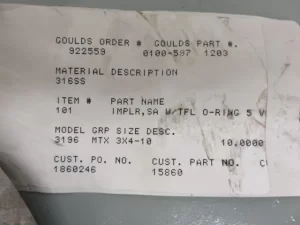 GOULDS ORDER # GOULDS PART #.
922559 0100-597 1203
MATERIAL DESCRIPTION
316SS
ITEM # PART NAME
101 IMPLR,SA W/TFL O-RING 5 V
MODEL GRP SIZE DESC.
3196 MTX 3X4-10 10.0000
CUST. PO. NO. CUST. PART NO. C
1860246 15860